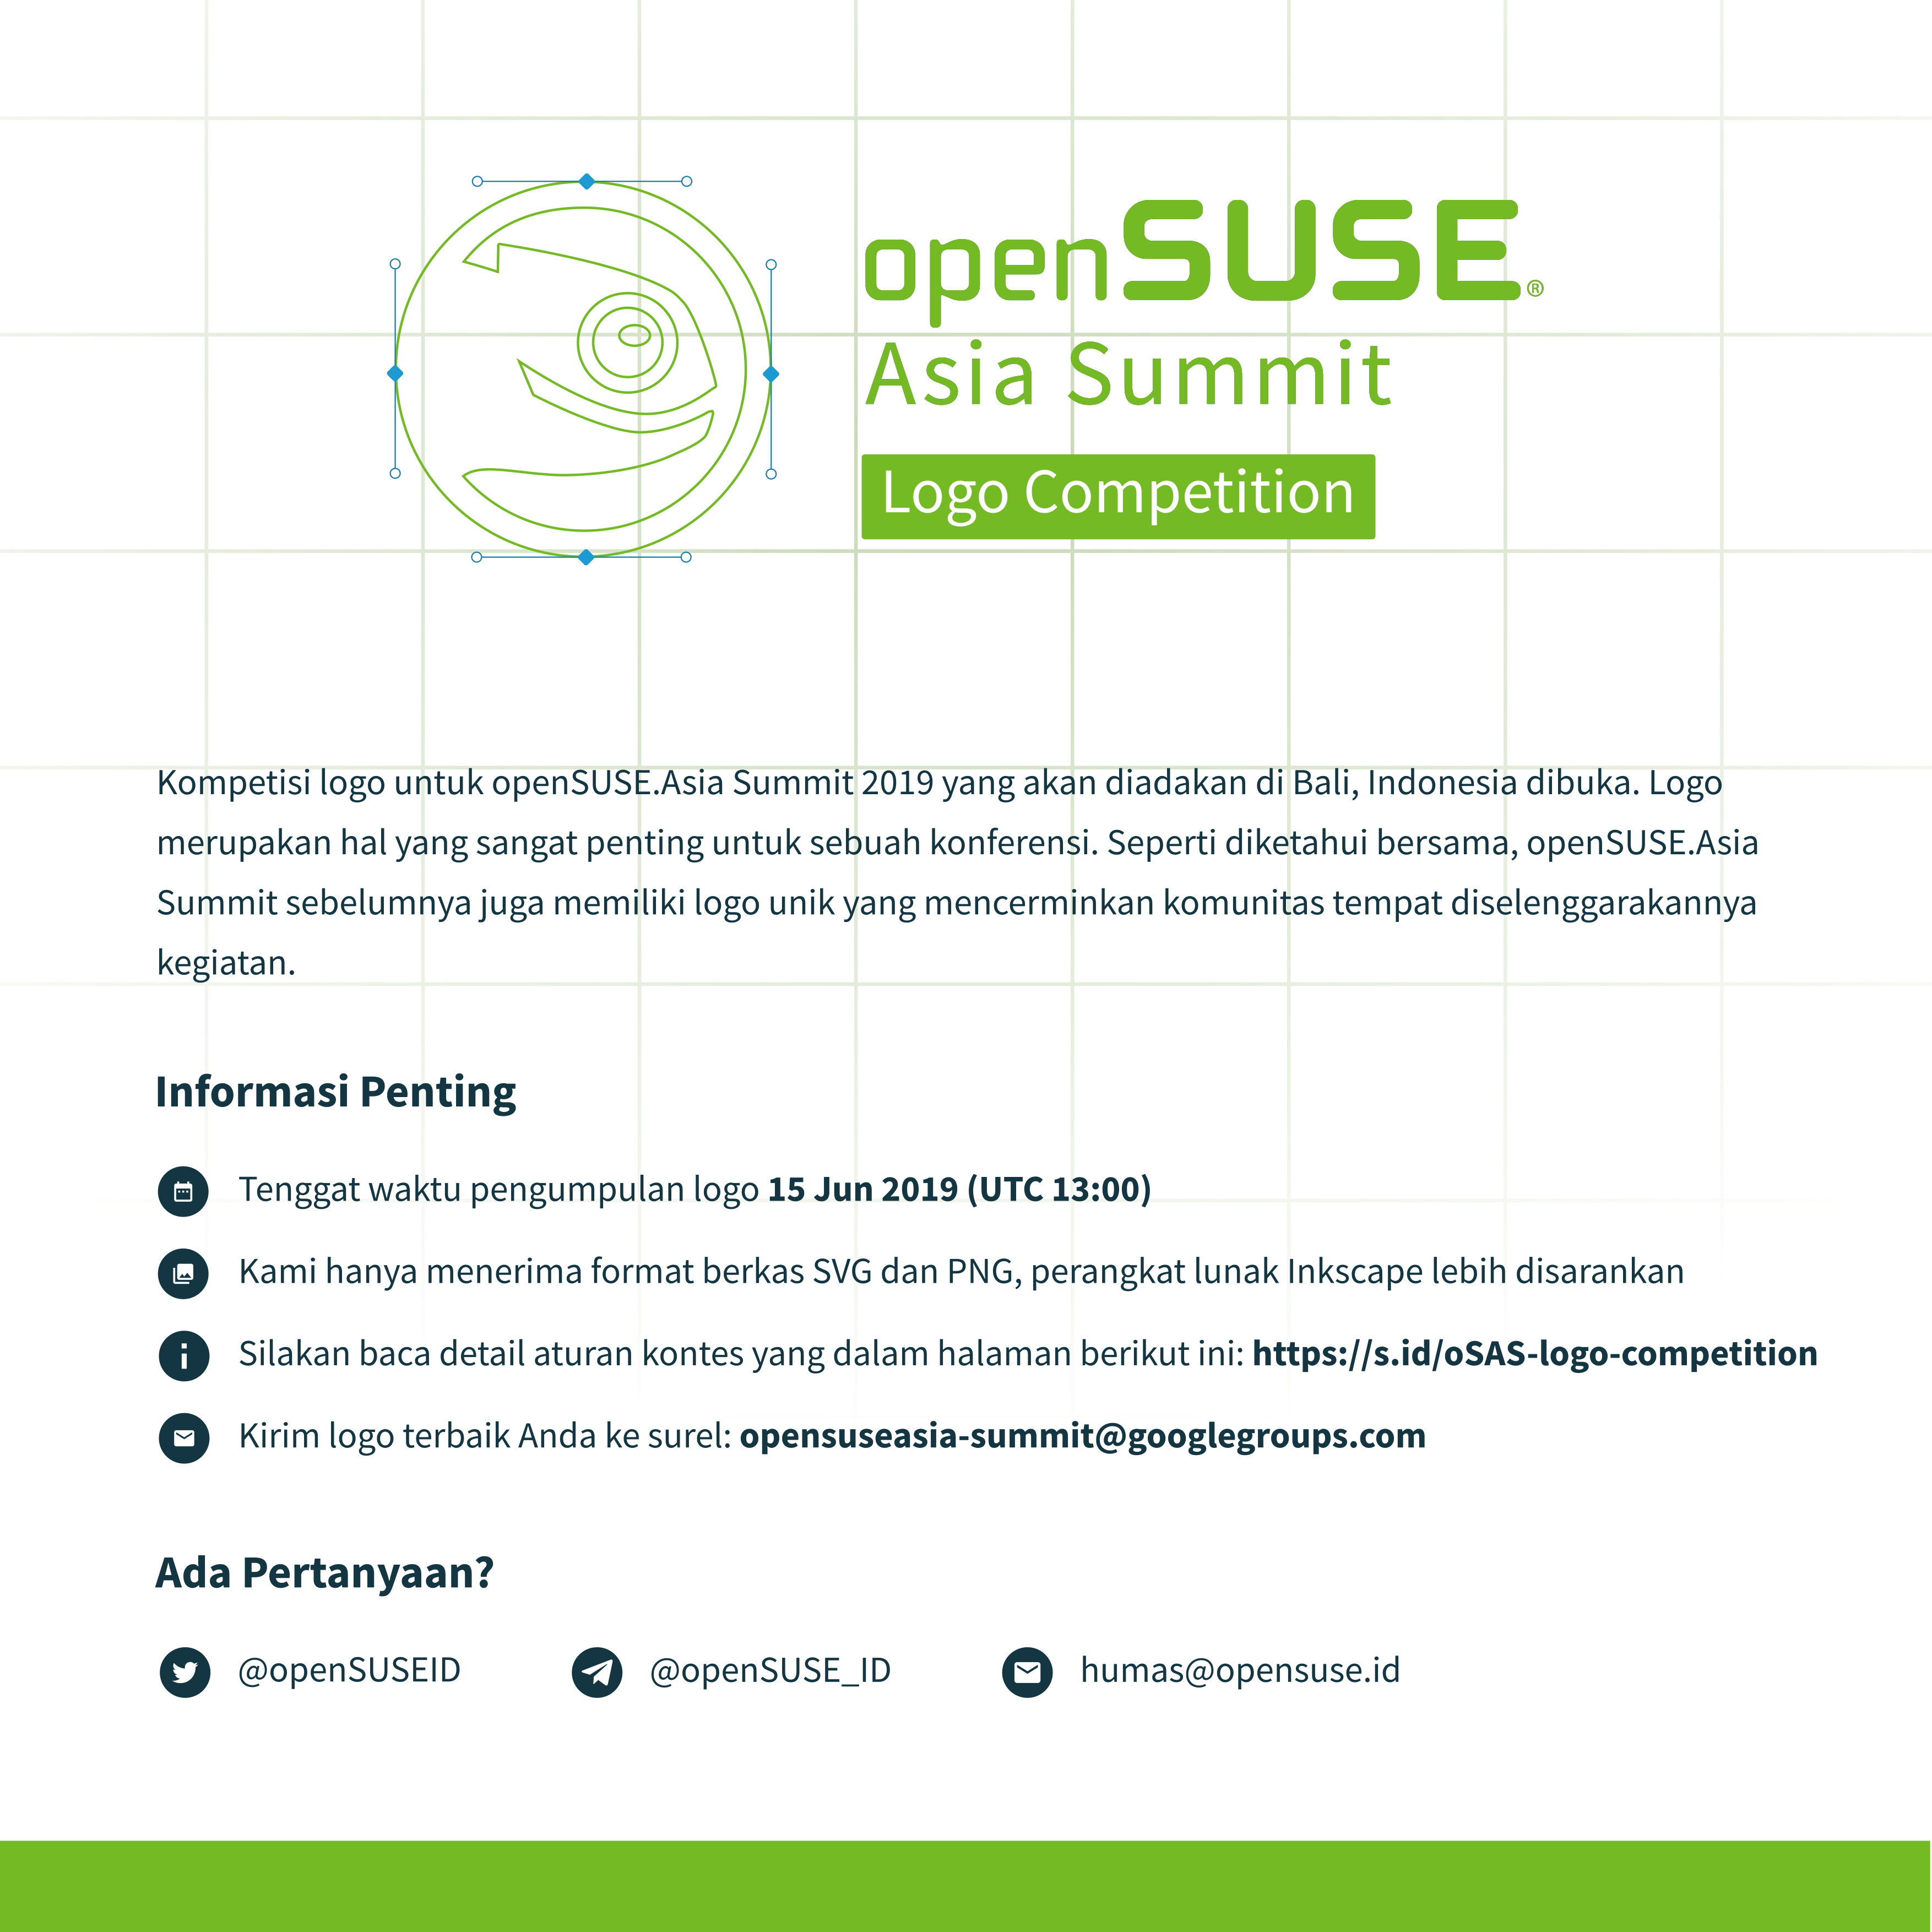 openSUSE®
Asia Summit
Logo Competition
Kompetisi logo untuk openSUSE.Asia Summit 2019 yang akan diadakan di Bali, Indonesia dibuka. Logo
merupakan hal yang sangat penting untuk sebuah konferensi. Seperti diketahui bersama, openSUSE.Asia
Summit sebelumnya juga memiliki logo unik yang mencerminkan komunitas tempat diselenggarakannya
kegiatan.
Informasi Penting
Tenggat waktu pengumpulan logo 15 Jun 2019 (UTC 13:00)
Kami hanya menerima format berkas SVG dan PNG, perangkat lunak Inkscape lebih disarankan
Silakan baca detail aturan kontes yang dalam halaman berikut ini: https://s.id/oSAS-logo-competition
Kirim logo terbaik Anda ke surel: opensuseasia-summit@googlegroups.com
Ada Pertanyaan?
@openSUSEID @openSUSE_ID humas@opensuse.id